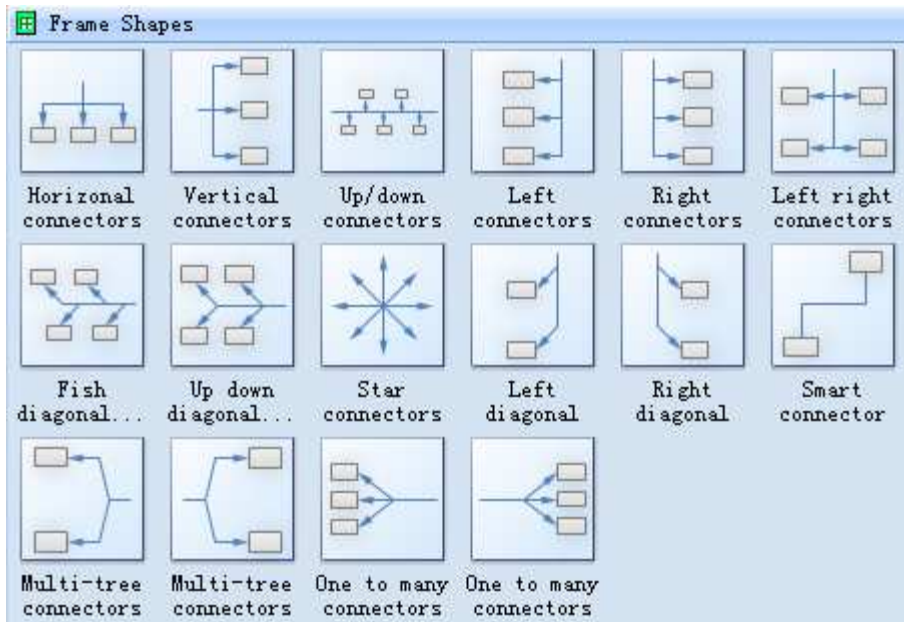 Frame Shapes
Horizonal connectors
Vertical connectors
Up/down connectors
Left connectors
Right connectors
Left right connectors
Fish diagonal...
Up down diagonal...
Star connectors
Left diagonal
Right diagonal
Smart connector
Multi-tree connectors
Multi-tree connectors
One to many connectors
One to many connectors